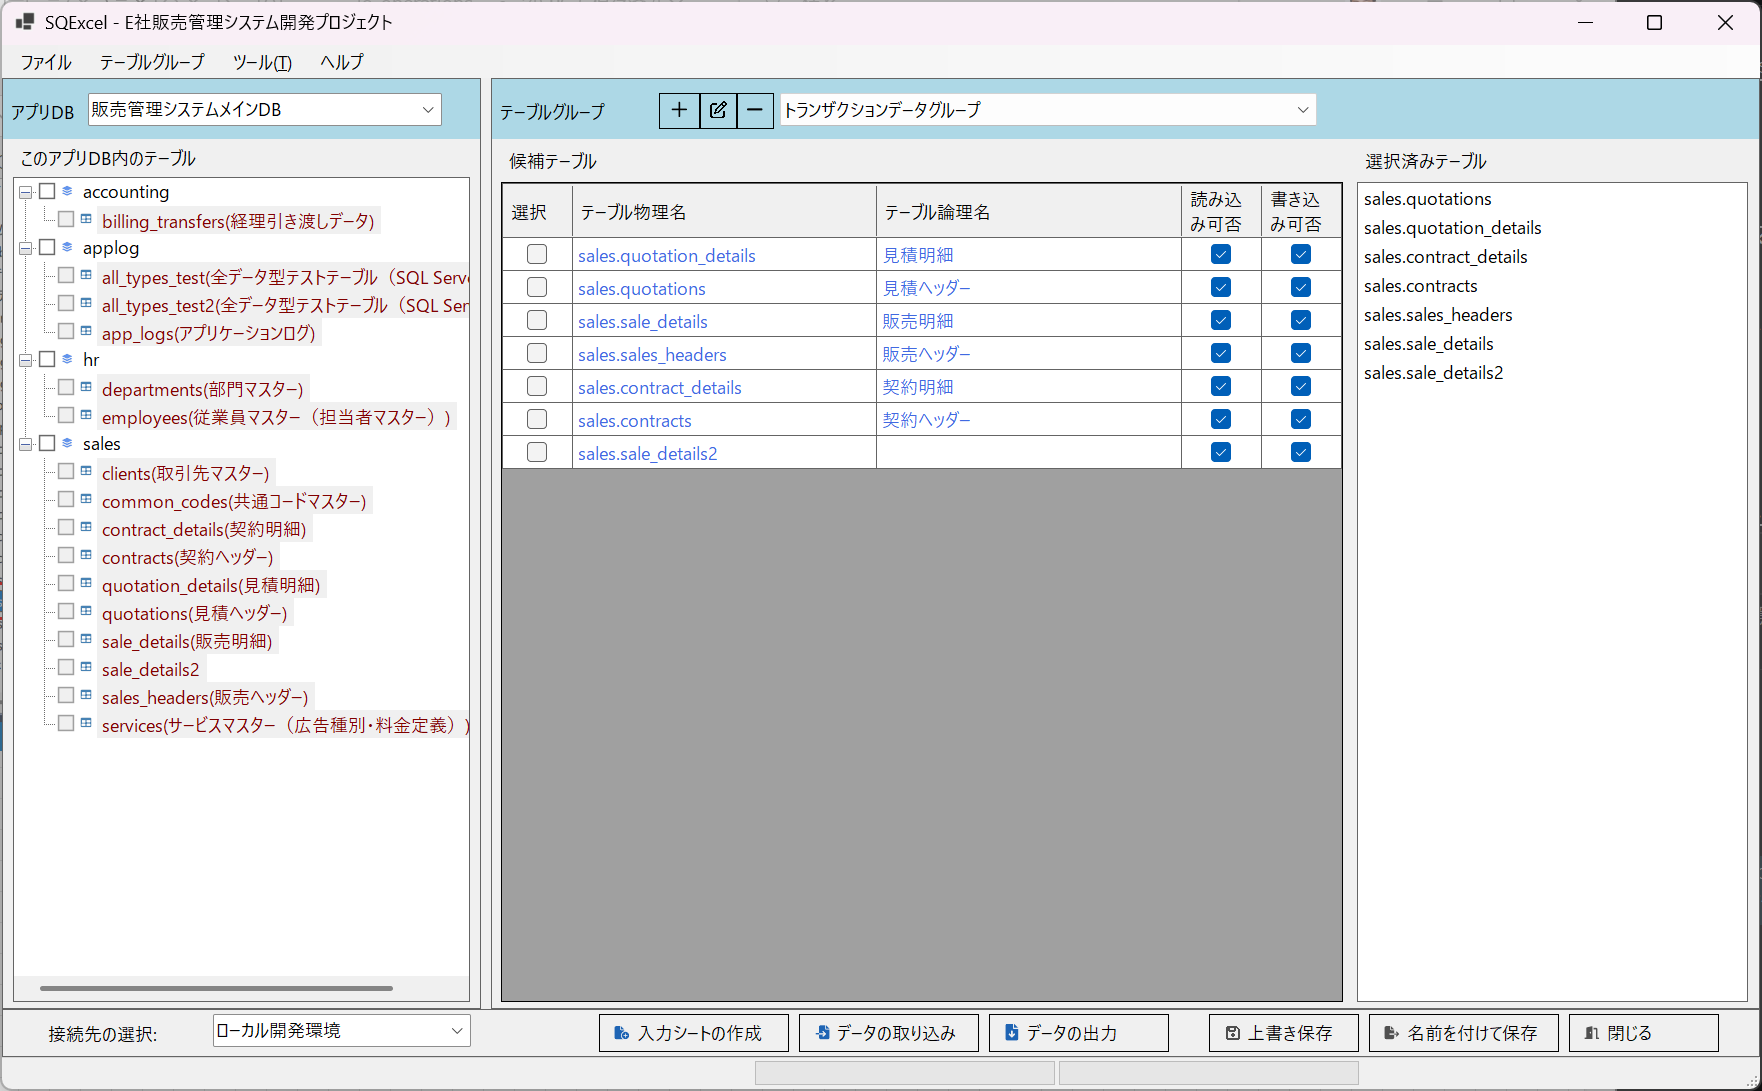 SQExcel - E社販売管理システム開発プロジェクト
ファイル テーブルグループ ツール(T) ヘルプ
アプリDB 販売管理システムメインDB
テーブルグループ トランザクションデータグループ
このアプリDB内のテーブル
accounting
billing_transfers(経理引き渡しデータ)
applog
all_types_test(全データ型テストテーブル（SQL Serve
all_types_test2(全データ型テストテーブル（SQL Ser
app_logs(アプリケーションログ)
hr
departments(部門マスター)
employees(従業員マスター（担当者マスター）)
sales
clients(取引先マスター)
common_codes(共通コードマスター)
contract_details(契約明細)
contracts(契約ヘッダー)
quotation_details(見積明細)
quotations(見積ヘッダー)
sale_details(販売明細)
sale_details2
sales_headers(販売ヘッダー)
services(サービスマスター（広告種別・料金定義）)
候補テーブル
選択 テーブル物理名 テーブル論理名 読み込み可否 書き込み可否
sales.quotation_details 見積明細
sales.quotations 見積ヘッダー
sales.sale_details 販売明細
sales.sales_headers 販売ヘッダー
sales.contract_details 契約明細
sales.contracts 契約ヘッダー
sales.sale_details2
選択済みテーブル
sales.quotations
sales.quotation_details
sales.contract_details
sales.contracts
sales.sales_headers
sales.sale_details
sales.sale_details2
接続先の選択: ローカル開発環境
入力シートの作成 データの取り込み データの出力 上書き保存 名前を付けて保存 閉じる